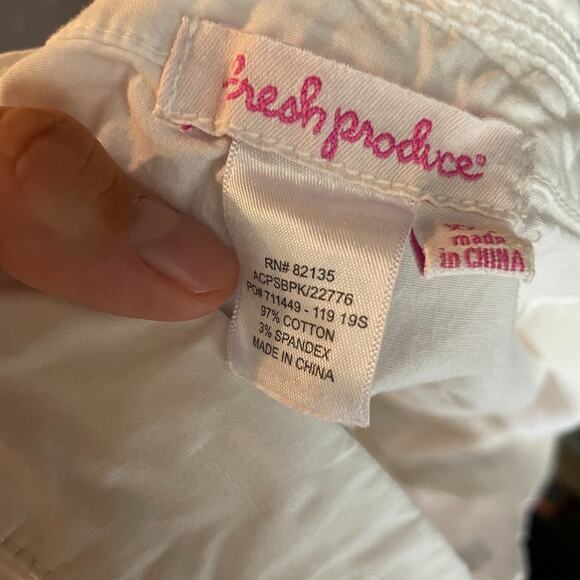 fresh produce®
made
in CHINA
RN# 82135
ACPSBPK/22776
PO# 711449 - 119 19S
97% COTTON
3% SPANDEX
MADE IN CHINA